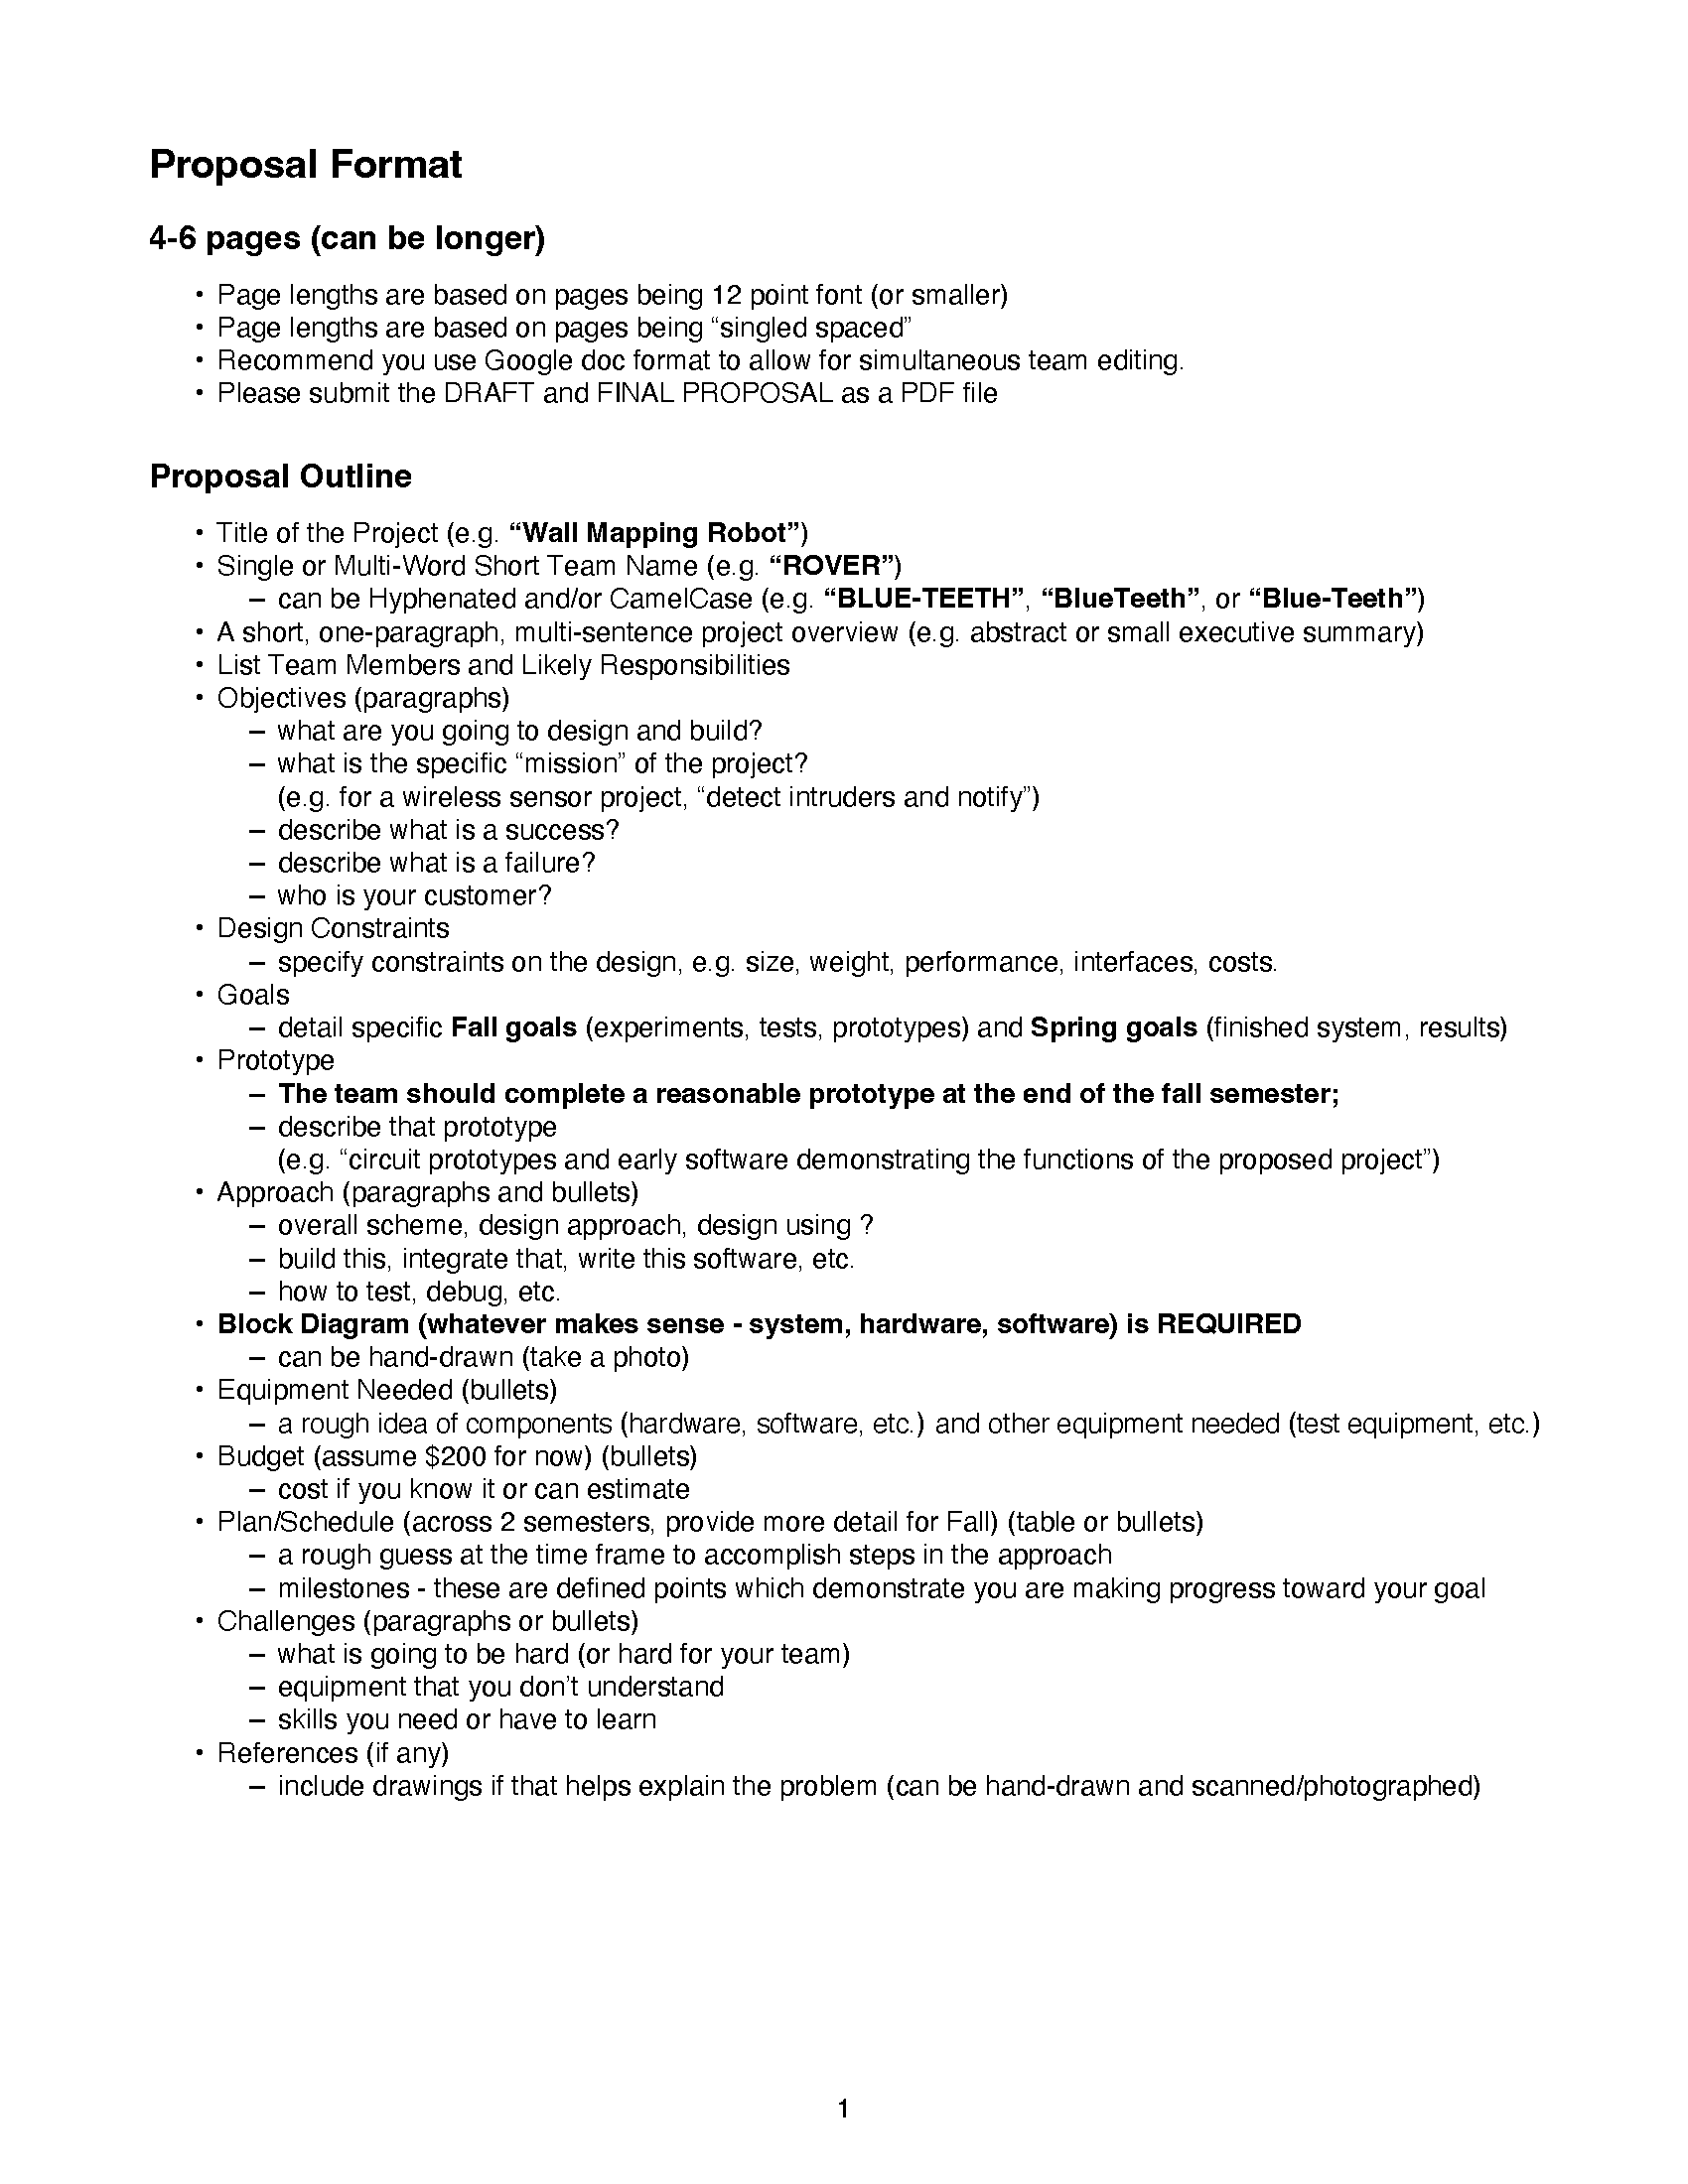 Proposal Format
4-6 pages (can be longer)
• Page lengths are based on pages being 12 point font (or smaller)
• Page lengths are based on pages being “singled spaced”
• Recommend you use Google doc format to allow for simultaneous team editing.
• Please submit the DRAFT and FINAL PROPOSAL as a PDF file
Proposal Outline
• Title of the Project (e.g. “Wall Mapping Robot”)
• Single or Multi-Word Short Team Name (e.g. “ROVER”)
– can be Hyphenated and/or CamelCase (e.g. “BLUE-TEETH”, “BlueTeeth”, or “Blue-Teeth”)
• A short, one-paragraph, multi-sentence project overview (e.g. abstract or small executive summary)
• List Team Members and Likely Responsibilities
• Objectives (paragraphs)
– what are you going to design and build?
– what is the specific “mission” of the project?
(e.g. for a wireless sensor project, “detect intruders and notify”)
– describe what is a success?
– describe what is a failure?
– who is your customer?
• Design Constraints
– specify constraints on the design, e.g. size, weight, performance, interfaces, costs.
• Goals
– detail specific Fall goals (experiments, tests, prototypes) and Spring goals (finished system, results)
• Prototype
– The team should complete a reasonable prototype at the end of the fall semester;
– describe that prototype
(e.g. “circuit prototypes and early software demonstrating the functions of the proposed project”)
• Approach (paragraphs and bullets)
– overall scheme, design approach, design using ?
– build this, integrate that, write this software, etc.
– how to test, debug, etc.
• Block Diagram (whatever makes sense - system, hardware, software) is REQUIRED
– can be hand-drawn (take a photo)
• Equipment Needed (bullets)
– a rough idea of components (hardware, software, etc.) and other equipment needed (test equipment, etc.)
• Budget (assume $200 for now) (bullets)
– cost if you know it or can estimate
• Plan/Schedule (across 2 semesters, provide more detail for Fall) (table or bullets)
– a rough guess at the time frame to accomplish steps in the approach
– milestones - these are defined points which demonstrate you are making progress toward your goal
• Challenges (paragraphs or bullets)
– what is going to be hard (or hard for your team)
– equipment that you don’t understand
– skills you need or have to learn
• References (if any)
– include drawings if that helps explain the problem (can be hand-drawn and scanned/photographed)
1